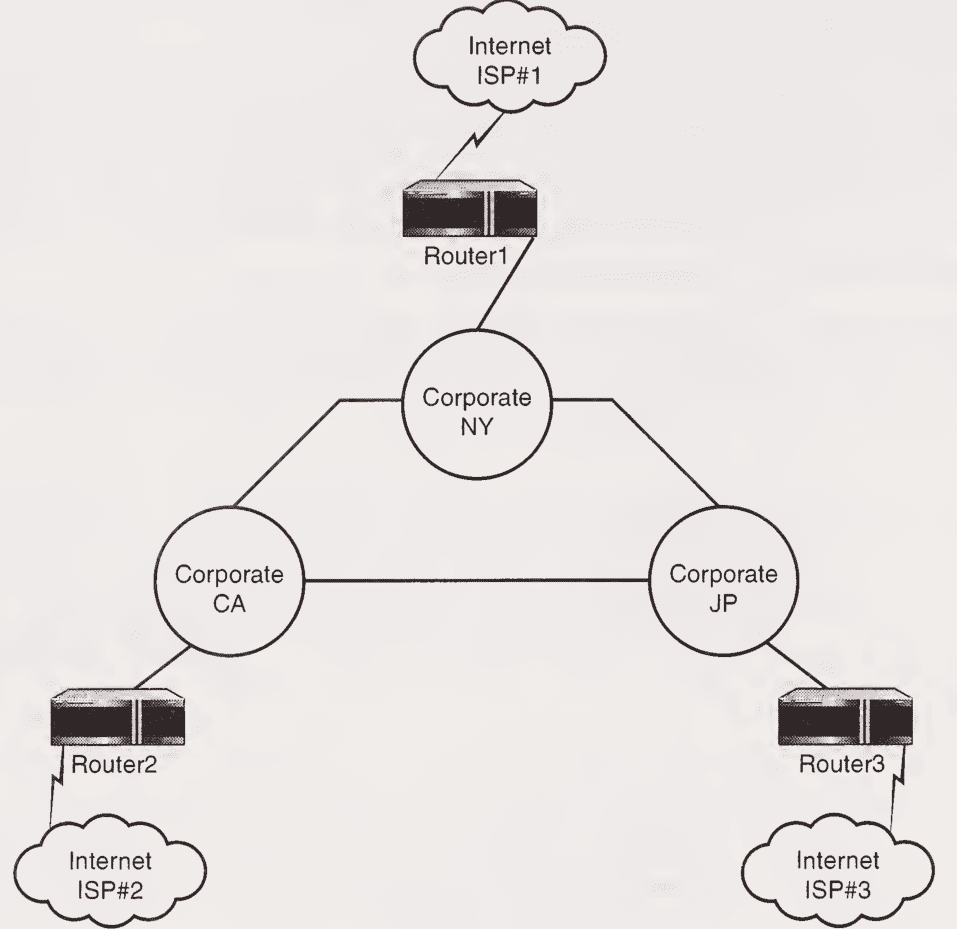 Internet
ISP#1
Router1
Corporate
NY
Corporate
CA
Corporate
JP
Router2
Router3
Internet
ISP#2
Internet
ISP#3